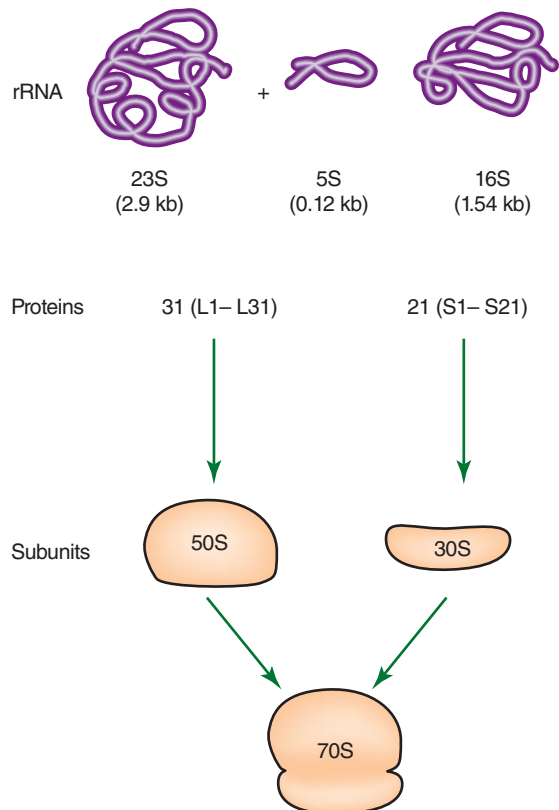 rRNA
+
23S
(2.9 kb)
5S
(0.12 kb)
16S
(1.54 kb)
Proteins
31 (L1– L31)
21 (S1– S21)
Subunits
50S
30S
70S